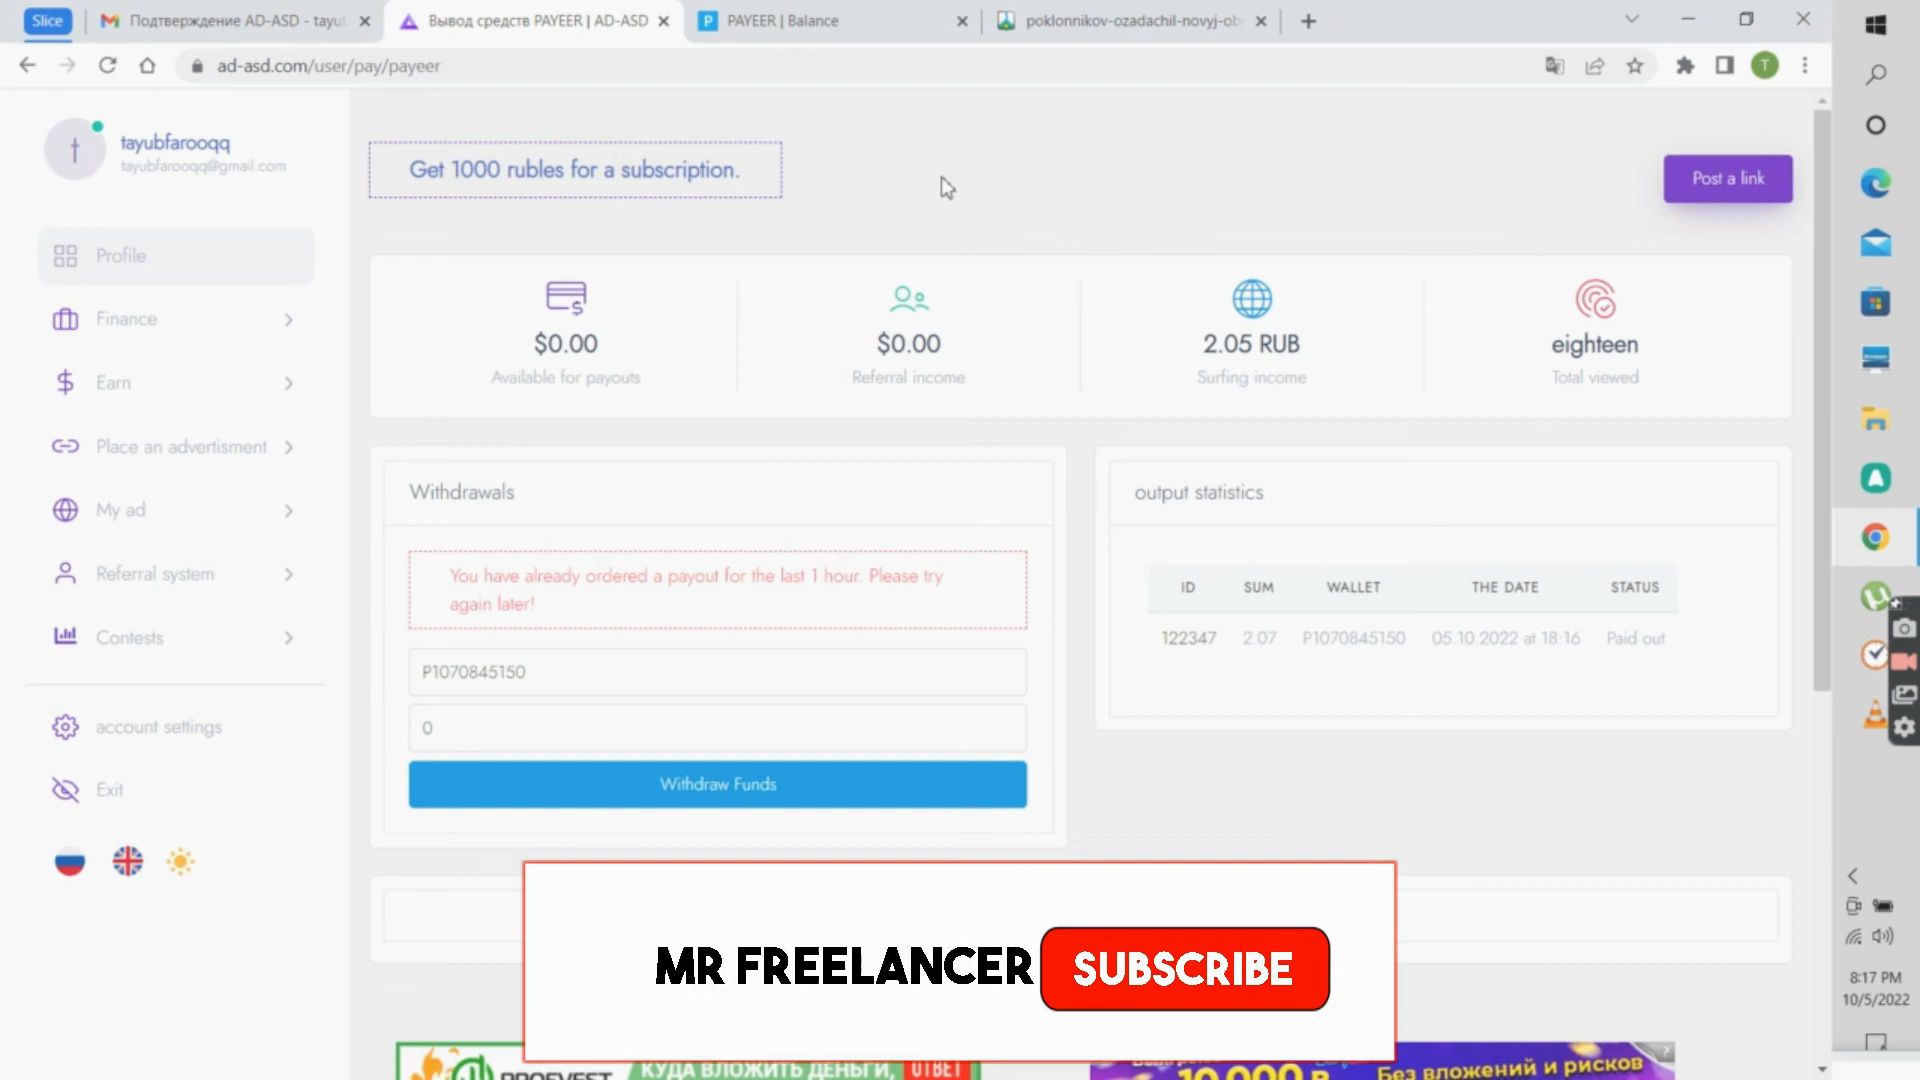 Slice
Подтверждение AD-ASD - tayut
Вывод средств PAYEER | AD-ASD
PAYEER | Balance
poklonnikov-ozadachil-novyj-ob
ad-asd.com/user/pay/payeer
T
t
tayubfarooqq
tayubfarooqq@gmail.com
Get 1000 rubles for a subscription.
Post a link
Profile
Finance
Earn
Place an advertisment
My ad
Referral system
Contests
account settings
Exit
$0.00
Available for payouts
$0.00
Referral income
2.05 RUB
Surfing income
eighteen
Total viewed
Withdrawals
You have already ordered a payout for the last 1 hour. Please try
again later!
P1070845150
0
Withdraw Funds
output statistics
ID SUM WALLET THE DATE STATUS
122347 2.07 P1070845150 05.10.2022 at 18:16 Paid out
MR FREELANCER
SUBSCRIBE
КУДА ВЛОЖИТЬ ДЕНЬГИ,
ОТВЕТ
Без вложений и рисков
8:17 PM
10/5/2022